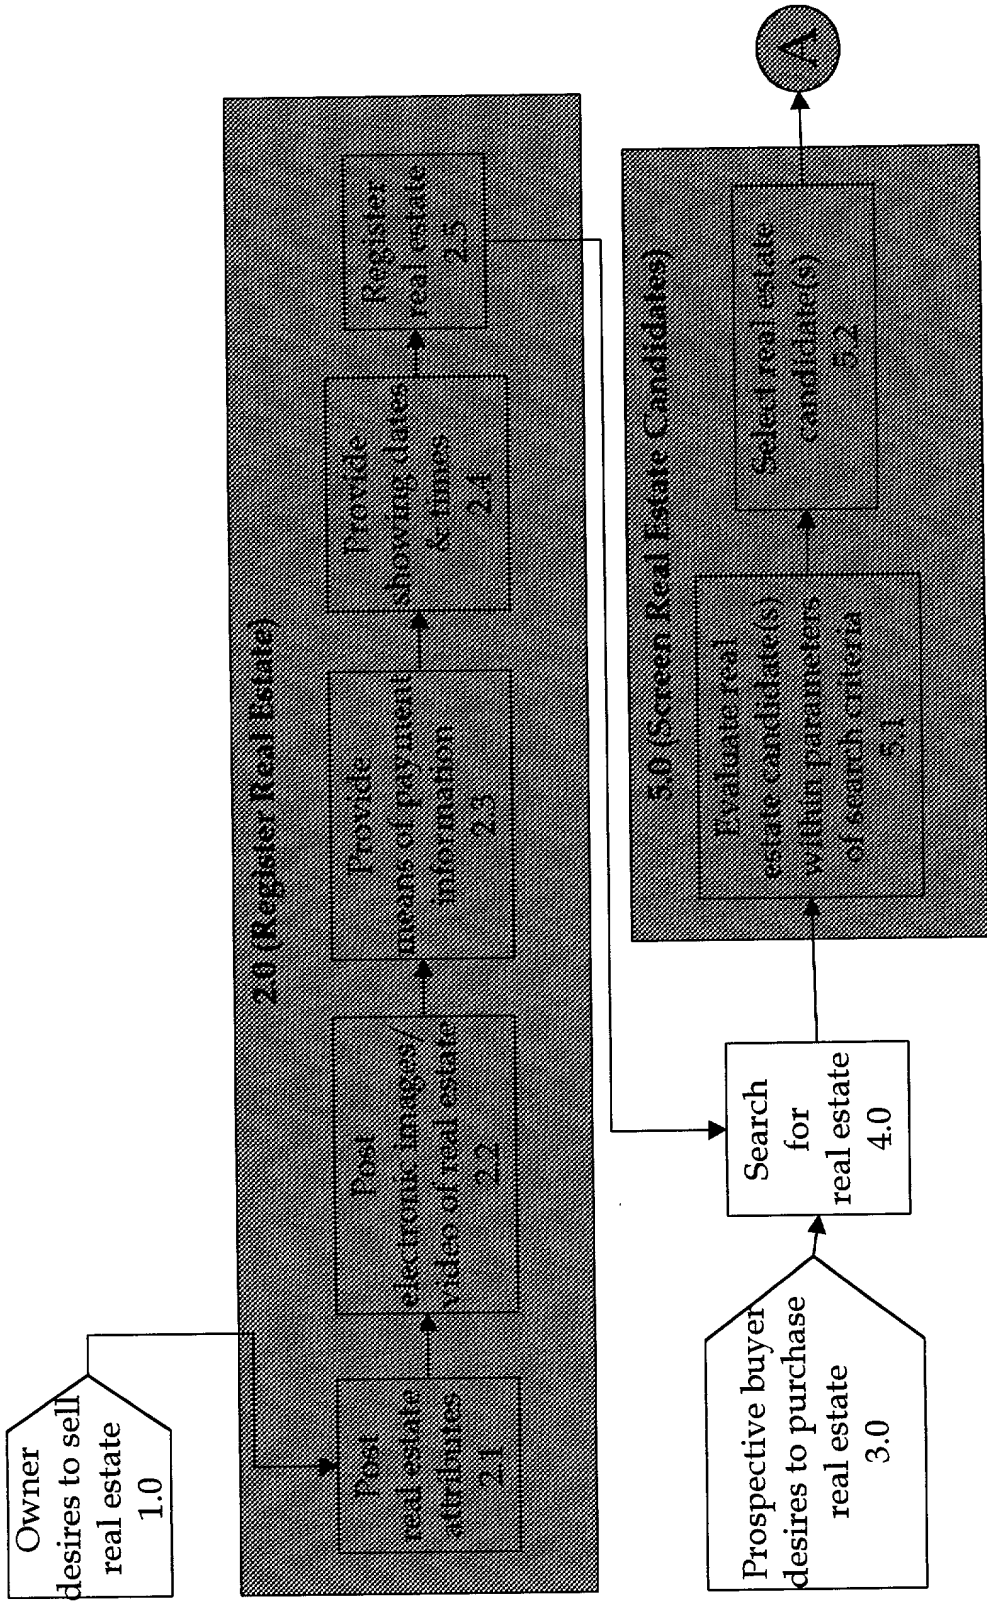 Owner
desires to sell
real estate
1.0
2.0 (Register Real Estate)
Post
real estate
attributes
2.1
Post
electronic images/
video of real estate
2.2
Provide
means of payment
information
2.3
Provide
showing dates
& times
2.4
Register
real estate
2.5
Prospective buyer
desires to purchase
real estate
3.0
Search
for
real estate
4.0
5.0 (Screen Real Estate Candidates)
Evaluate real
estate candidate(s)
within parameters
of search criteria
5.1
Select real estate
candidate(s)
5.2
A